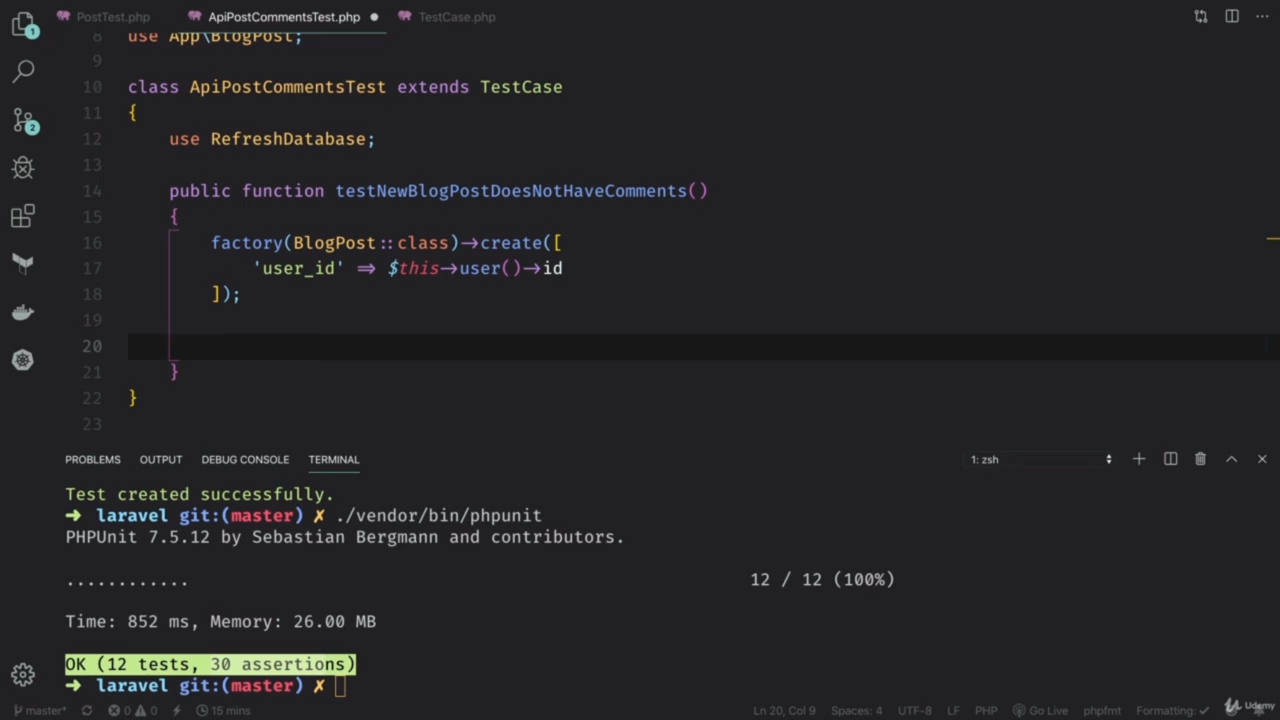 PostTest.php ApiPostCommentsTest.php TestCase.php
8 use App\BlogPost;
9
10 class ApiPostCommentsTest extends TestCase
11 {
12 use RefreshDatabase;
13
14 public function testNewBlogPostDoesNotHaveComments()
15 {
16 factory(BlogPost::class)->create([
17 'user_id' => $this->user()->id
18 ]);
19
20
21 }
22 }
23
1
2
PROBLEMS OUTPUT DEBUG CONSOLE TERMINAL 1: zsh
Test created successfully.
➜ laravel git:(master) ✗ ./vendor/bin/phpunit
PHPUnit 7.5.12 by Sebastian Bergmann and contributors.
............ 12 / 12 (100%)
Time: 852 ms, Memory: 26.00 MB
OK (12 tests, 30 assertions)
➜ laravel git:(master) ✗
master* 0 0 15 mins Ln 20, Col 9 Spaces: 4 UTF-8 LF PHP Go Live phpfmt Formatting: ✓
Udemy